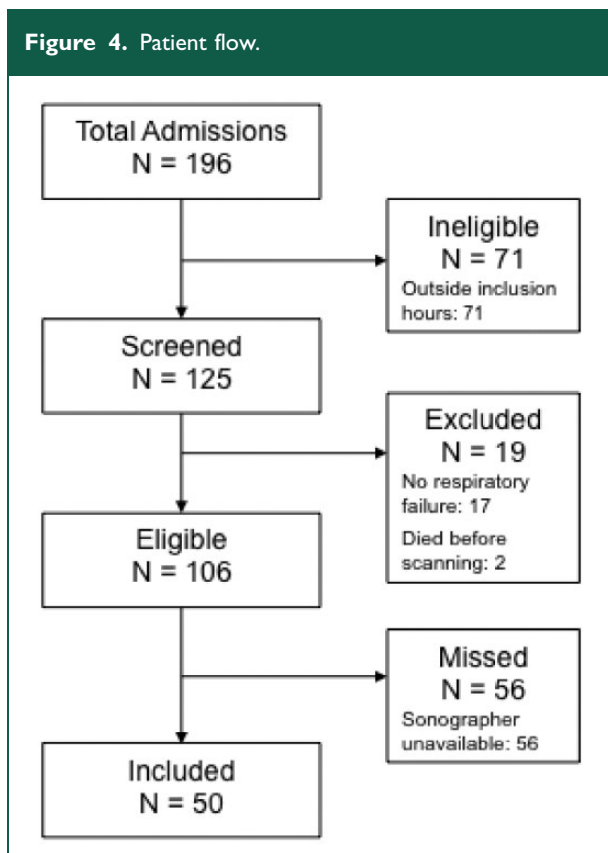 Figure 4. Patient flow.
Total Admissions
N = 196
Ineligible
N = 71
Outside inclusion
hours: 71
Screened
N = 125
Excluded
N = 19
No respiratory
failure: 17
Died before
scanning: 2
Eligible
N = 106
Missed
N = 56
Sonographer
unavailable: 56
Included
N = 50